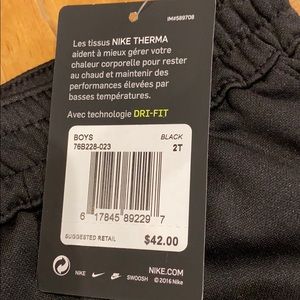 IM#589708
Les tissus NIKE THERMA
aident à mieux gérer votre
chaleur corporelle pour rester
au chaud et maintenir des
performances élevées par
basses températures.
Avec technologie DRI-FIT
BOYS BLACK
76B228-023 2T
6 17845 89229 7
SUGGESTED RETAIL $42.00
NIKE SWOOSH NIKE.COM
© 2016 Nike